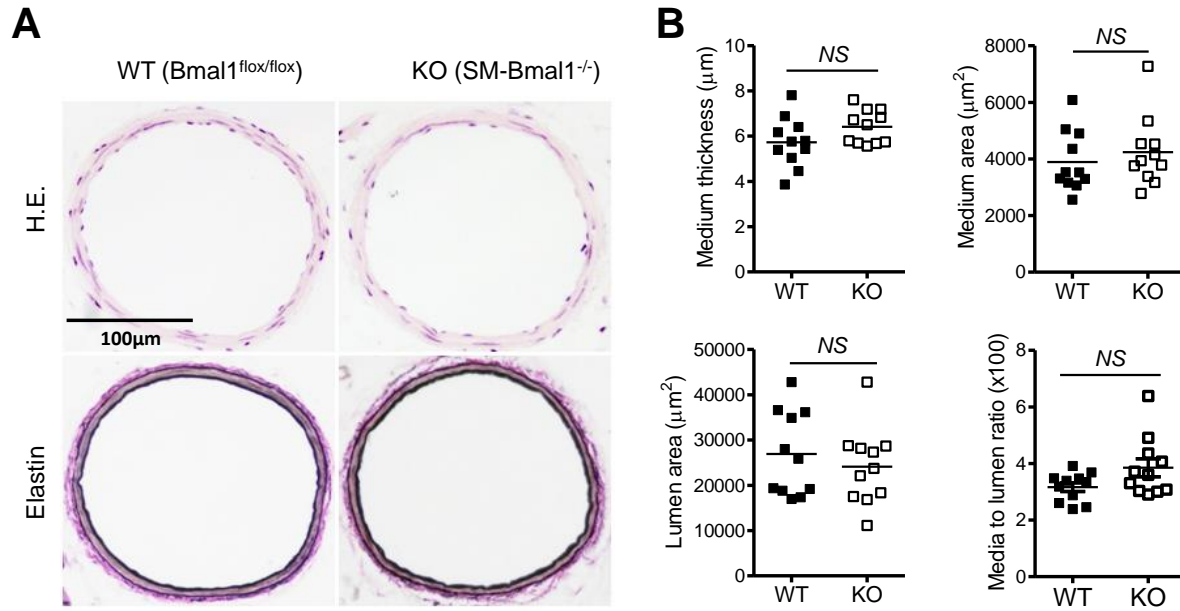 A
WT (Bmal1flox/flox)
KO (SM-Bmal1-/-)
H.E.
100µm
Elastin
B
NS
Medium thickness (µm)
10
8
6
4
2
0
WT KO
NS
Medium area (µm2)
8000
6000
4000
2000
0
WT KO
NS
Lumen area (µm2)
50000
40000
30000
20000
10000
0
WT KO
NS
Media to lumen ratio (x100)
8
6
4
2
0
WT KO